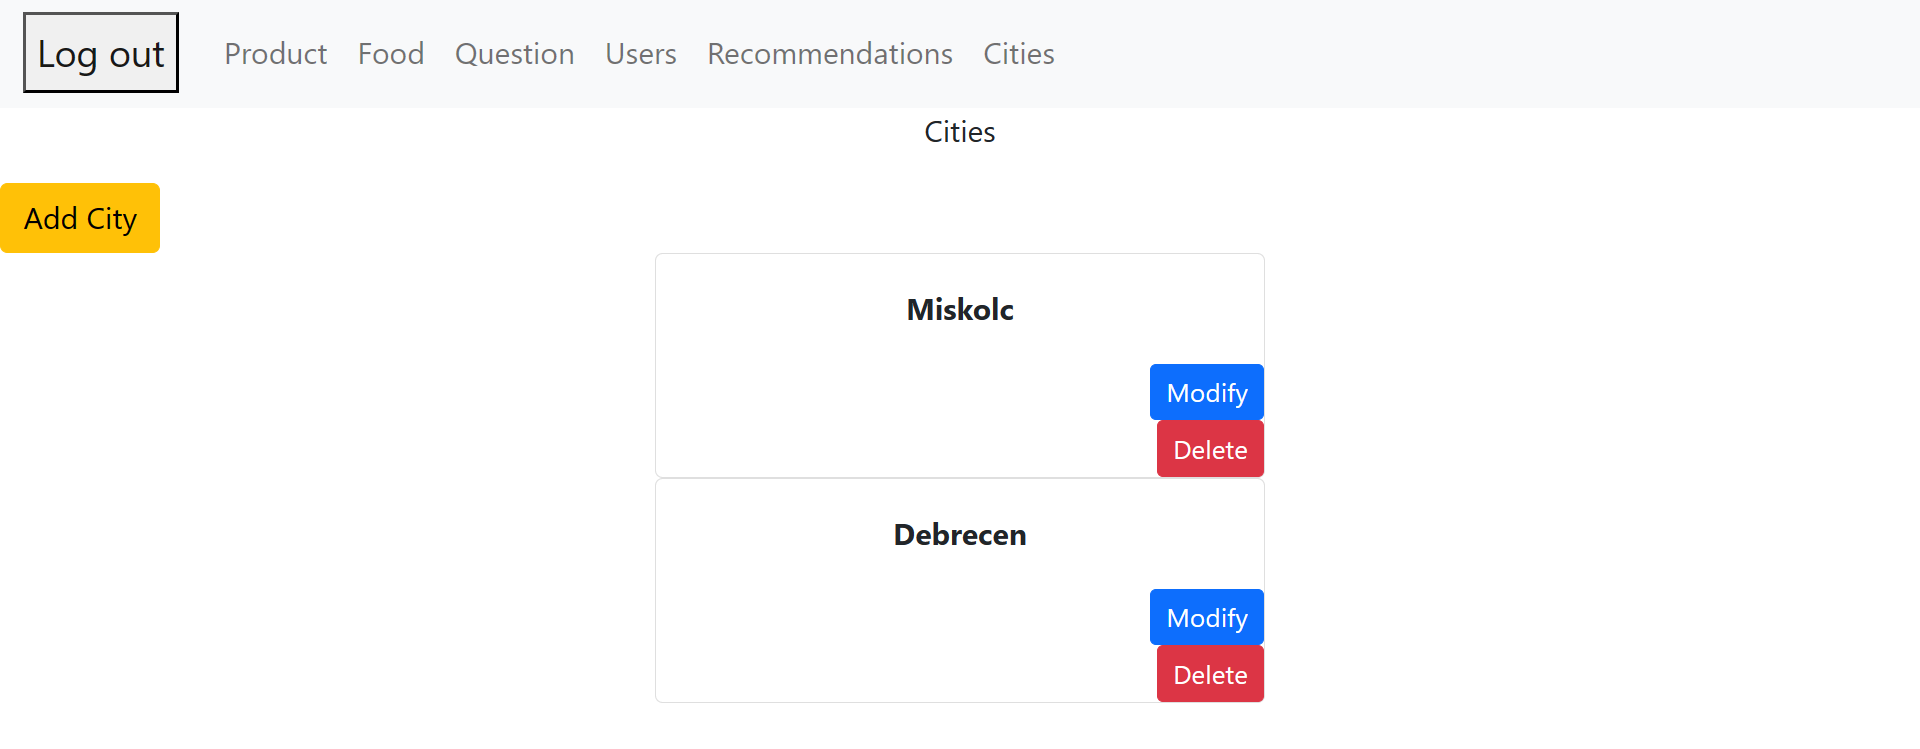 Log out Product Food Question Users Recommendations Cities
Cities
Add City
Miskolc
Modify
Delete
Debrecen
Modify
Delete